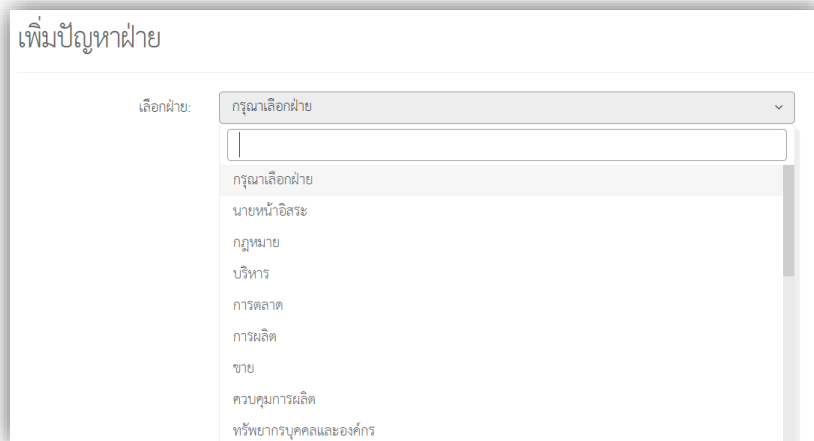 เพิ่มปัญหาฝ่าย
เลือกฝ่าย: กรุณาเลือกฝ่าย
กรุณาเลือกฝ่าย
นายหน้าอิสระ
กฎหมาย
บริหาร
การตลาด
การผลิต
ขาย
ควบคุมการผลิต
ทรัพยากรบุคคลและองค์กร